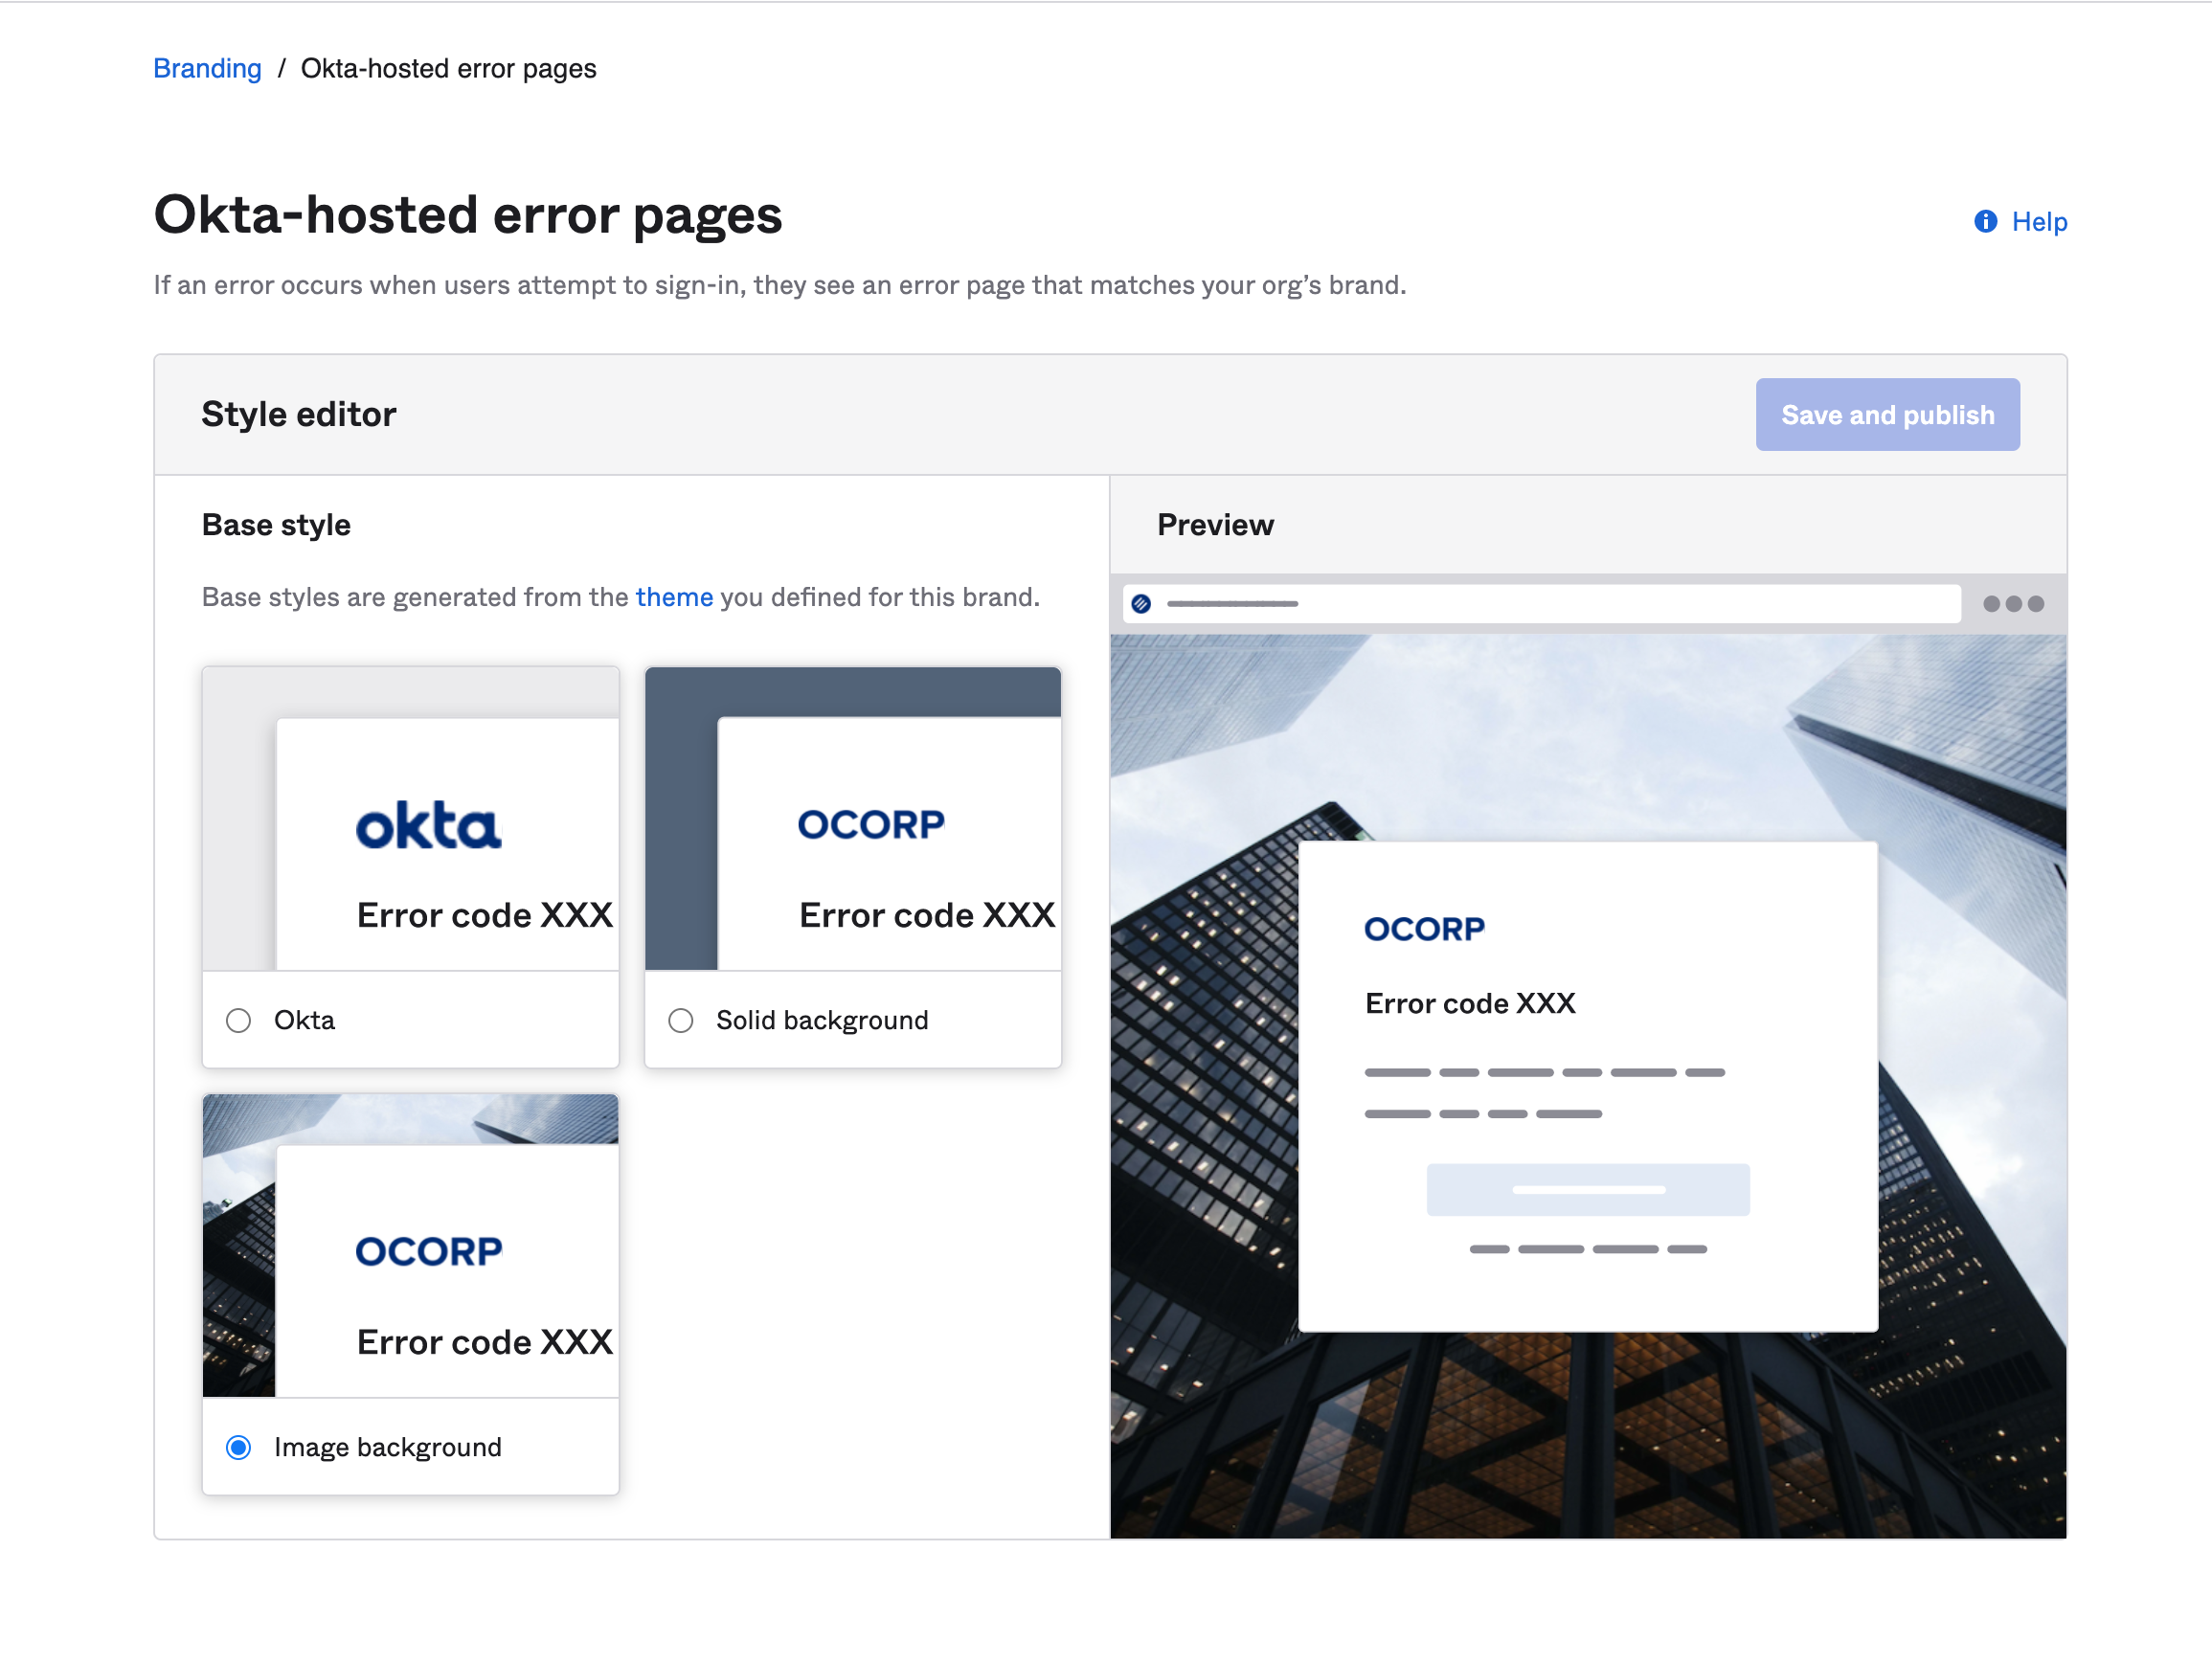 Branding / Okta-hosted error pages
Okta-hosted error pages
Help
If an error occurs when users attempt to sign-in, they see an error page that matches your org’s brand.
Style editor
Save and publish
Base style
Base styles are generated from the theme you defined for this brand.
okta
Error code XXX
Okta
OCORP
Error code XXX
Solid background
OCORP
Error code XXX
Image background
Preview
OCORP
Error code XXX